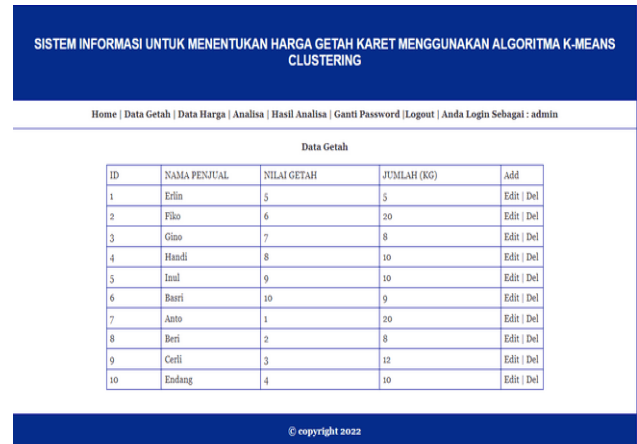 SISTEM INFORMASI UNTUK MENENTUKAN HARGA GETAH KARET MENGGUNAKAN ALGORITMA K-MEANS
CLUSTERING
Home | Data Getah | Data Harga | Analisa | Hasil Analisa | Ganti Password |Logout | Anda Login Sebagai : admin
Data Getah
ID NAMA PENJUAL NILAI GETAH JUMLAH (KG) Add
1 Erlin 5 5 Edit | Del
2 Fiko 6 20 Edit | Del
3 Gino 7 8 Edit | Del
4 Handi 8 10 Edit | Del
5 Inul 9 10 Edit | Del
6 Basri 10 9 Edit | Del
7 Anto 1 20 Edit | Del
8 Beri 2 8 Edit | Del
9 Cerli 3 12 Edit | Del
10 Endang 4 10 Edit | Del
© copyright 2022